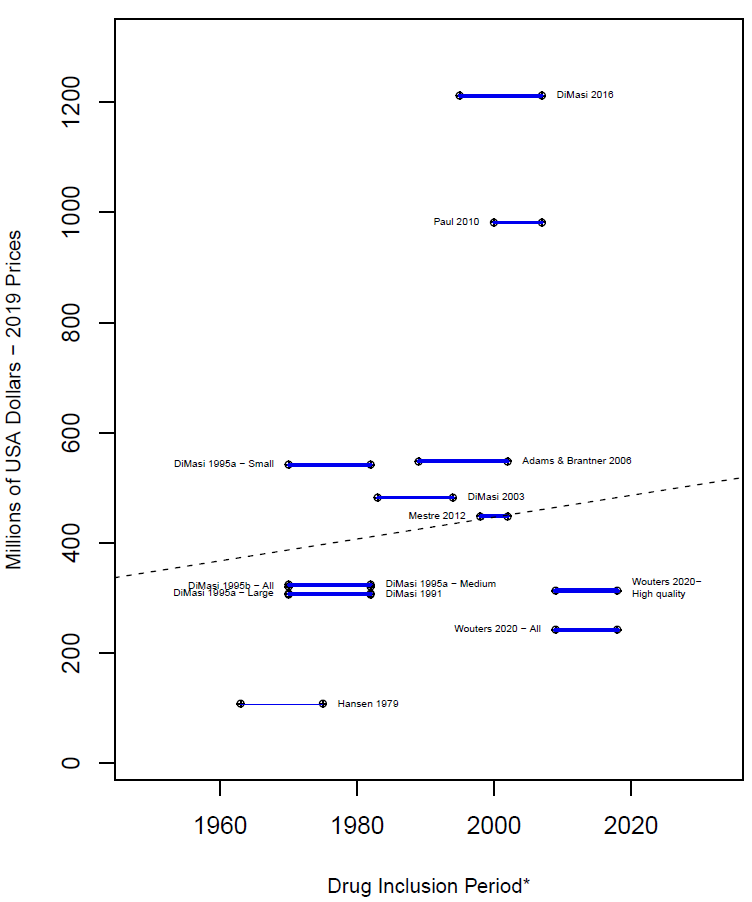 1200
DiMasi 2016
Paul 2010
1000
800
Millions of USA Dollars − 2019 Prices
600
DiMasi 1995a − Small
Adams & Brantner 2006
DiMasi 2003
Mestre 2012
400
DiMasi 1995b − All
DiMasi 1995a − Medium
Wouters 2020−
High quality
DiMasi 1995a − Large
DiMasi 1991
Wouters 2020 − All
200
Hansen 1979
0
1960
1980
2000
2020
Drug Inclusion Period*